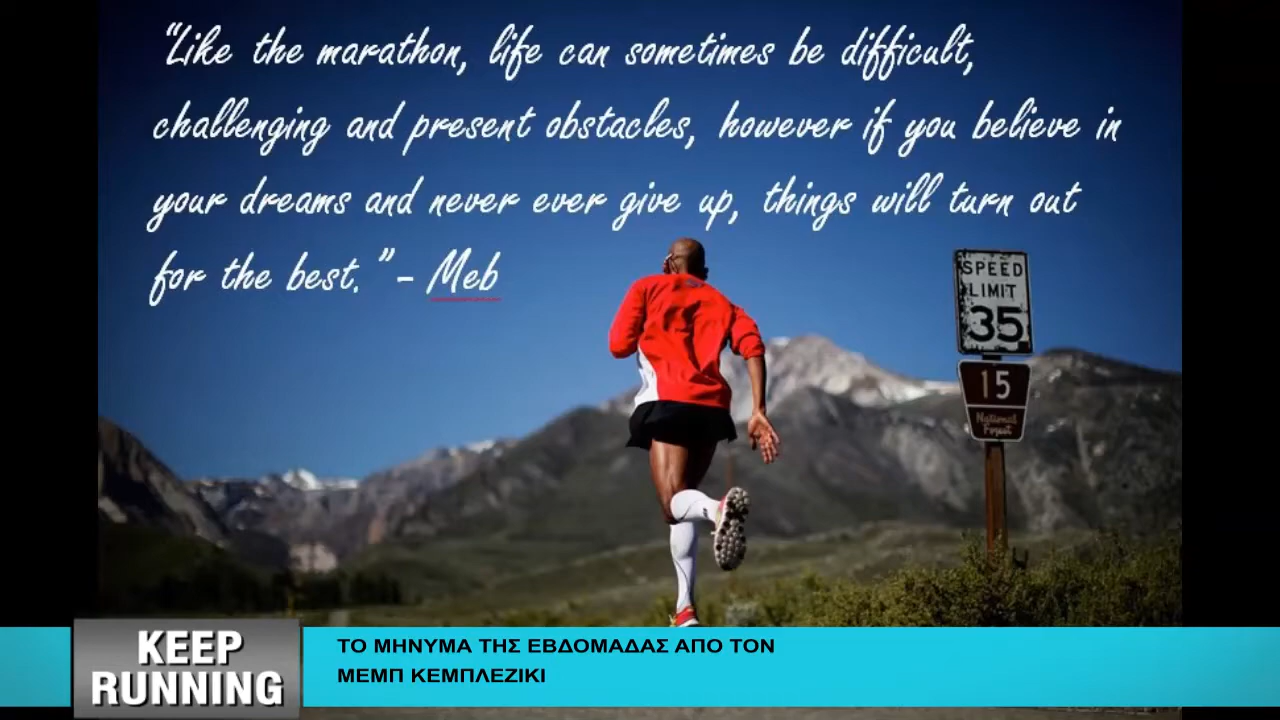 "Like the marathon, life can sometimes be difficult,
challenging and present obstacles, however if you believe in
your dreams and never ever give up, things will turn out
for the best." - Meb
SPEED
LIMIT
35
15
National
Forest
KEEP
RUNNING
ΤΟ ΜΗΝΥΜΑ ΤΗΣ ΕΒΔΟΜΑΔΑΣ ΑΠΟ ΤΟΝ
ΜΕΜΠ ΚΕΜΠΛΕΖΙΚΙ